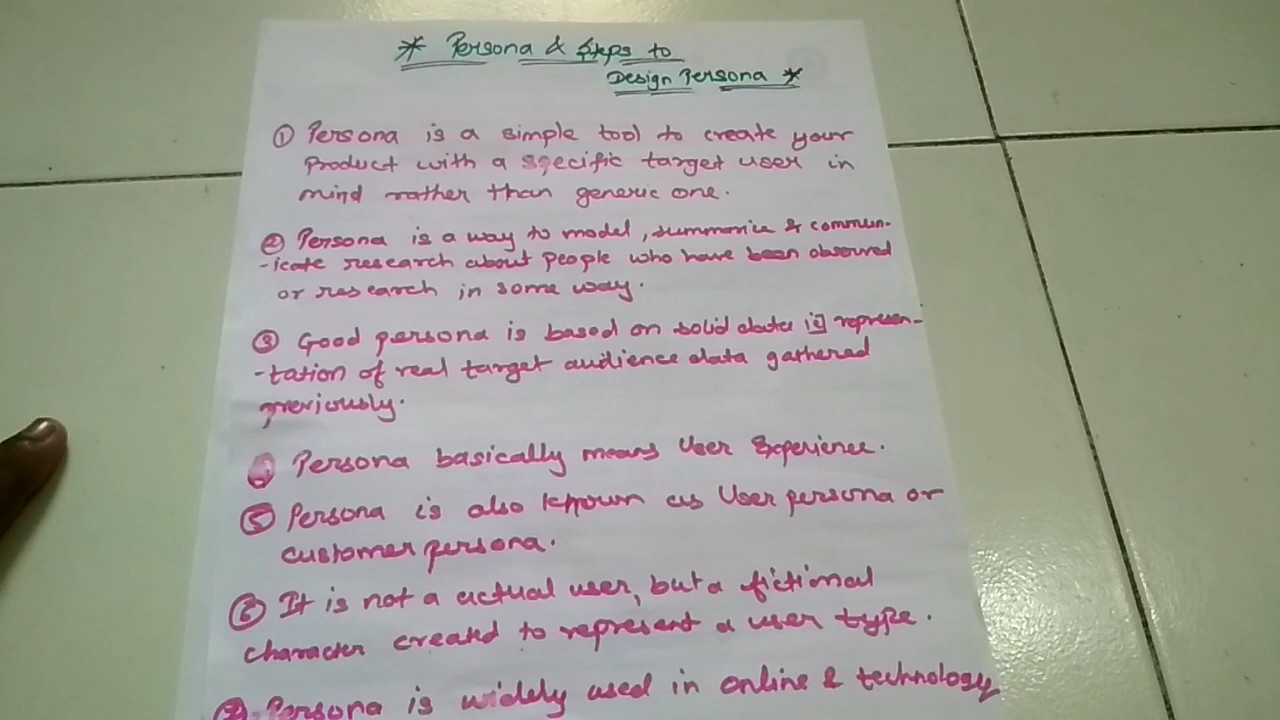 * Persona & Steps to
Design Persona *
① Persona is a simple tool to create your
Product with a specific target user in
mind rather than generic one.
② Persona is a way to model, summarize & commun-
-icate research about people who have been observed
or research in some way.
③ Good persona is based on solid data ie represen-
-tation of real target audience data gathered
previously.
④ Persona basically means User Experience.
⑤ Persona is also known as User persona or
customer persona.
⑥ It is not a actual user, but a fictional
character created to represent a user type.
⑦ Persona is widely used in online & technology